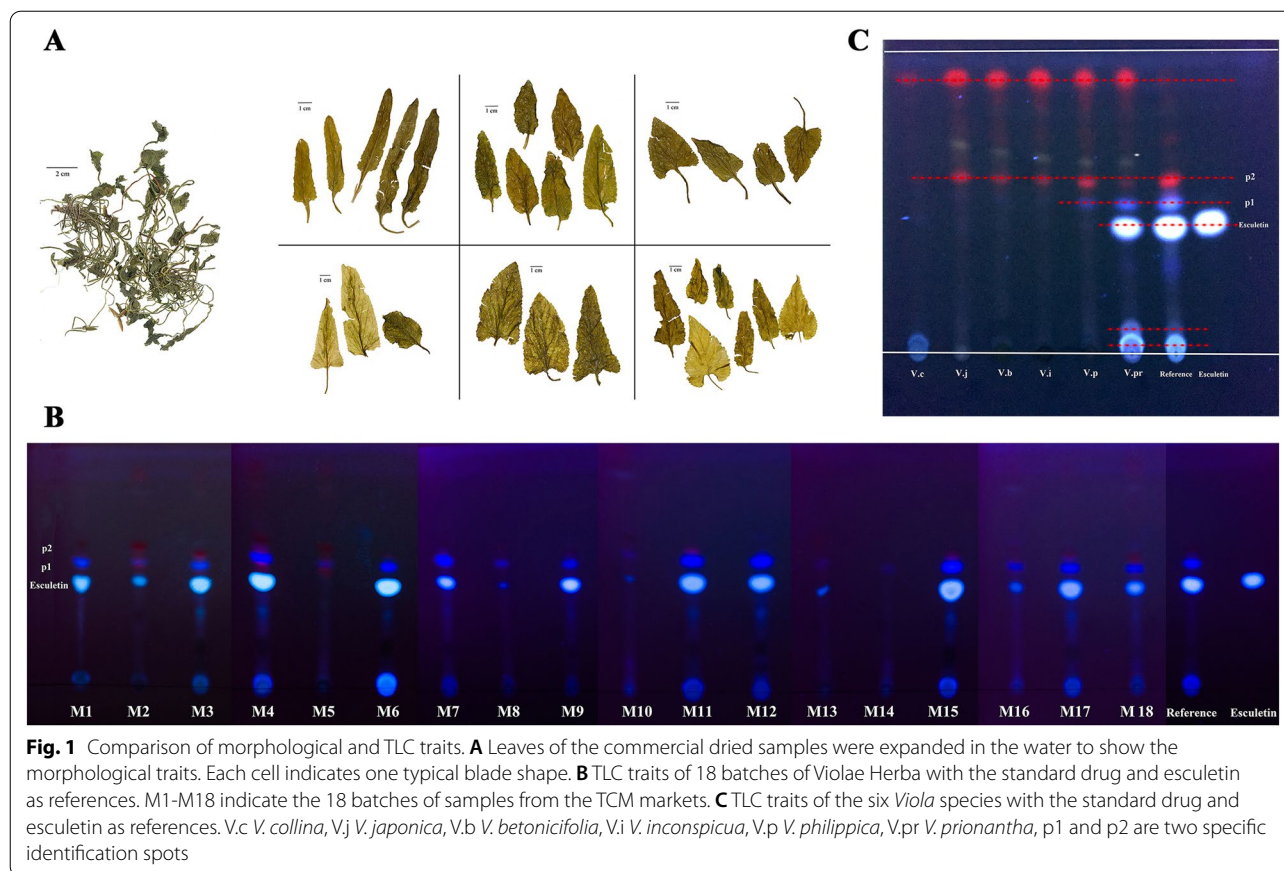 A
C
1 cm
1 cm
1 cm
2 cm
p2
p1
Esculetin
1 cm
1 cm
1 cm
V.c V.j V.b V.i V.p V.pr Reference Esculetin
B
p2
p1
Esculetin
M1 M2 M3 M4 M5 M6 M7 M8 M9 M10 M11 M12 M13 M14 M15 M16 M17 M 18 Reference Esculetin
Fig. 1 Comparison of morphological and TLC traits. A Leaves of the commercial dried samples were expanded in the water to show the
morphological traits. Each cell indicates one typical blade shape. B TLC traits of 18 batches of Violae Herba with the standard drug and esculetin
as references. M1-M18 indicate the 18 batches of samples from the TCM markets. C TLC traits of the six Viola species with the standard drug and
esculetin as references. V.c V. collina, V.j V. japonica, V.b V. betonicifolia, V.i V. inconspicua, V.p V. philippica, V.pr V. prionantha, p1 and p2 are two specific
identification spots